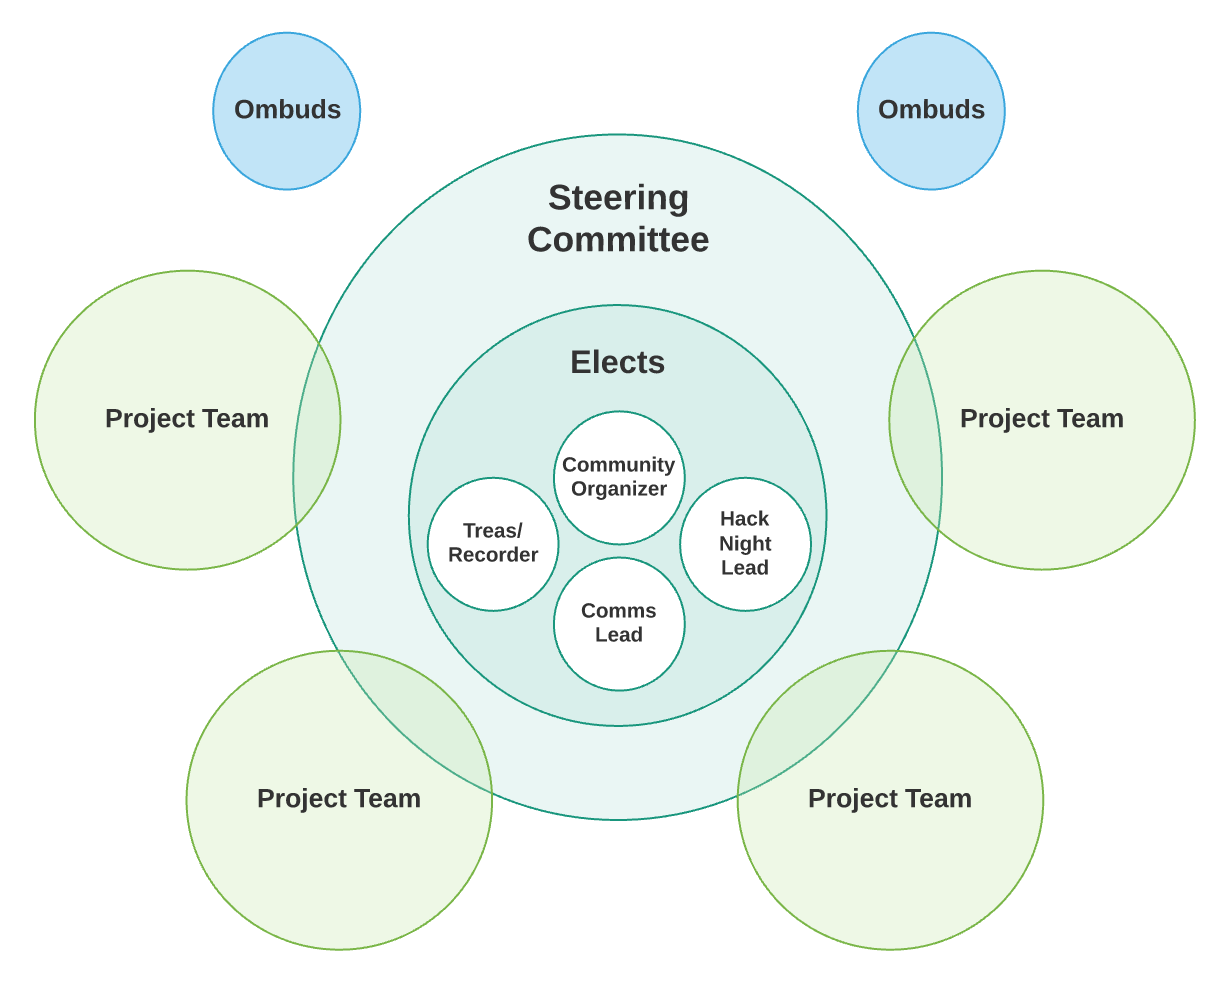 Ombuds
Ombuds
Steering
Committee
Elects
Project Team
Project Team
Community
Organizer
Treas/
Recorder
Hack
Night
Lead
Comms
Lead
Project Team
Project Team